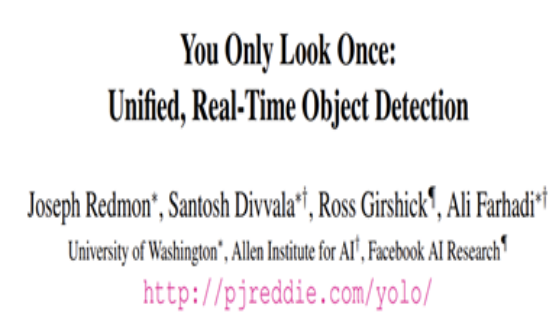 You Only Look Once:
Unified, Real-Time Object Detection
Joseph Redmon*, Santosh Divvala*†, Ross Girshick¶, Ali Farhadi*†
University of Washington*, Allen Institute for AI†, Facebook AI Research¶
http://pjreddie.com/yolo/